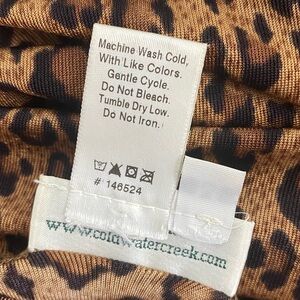 Machine Wash Cold,
With Like Colors.
Gentle Cycle.
Do Not Bleach.
Tumble Dry Low.
Do Not Iron.
# 146524
www.coldwatercreek.com